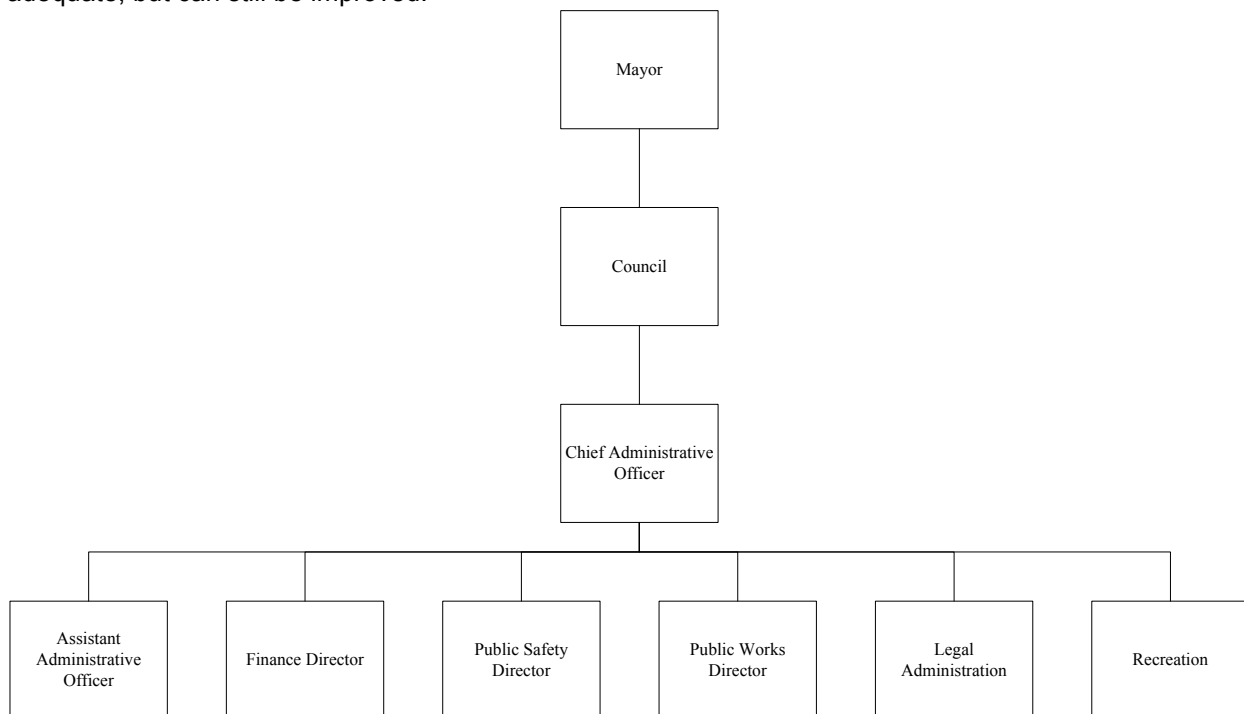 adequate, but can still be improved.
Mayor
Council
Chief Administrative
Officer
Assistant
Administrative
Officer
Finance Director
Public Safety
Director
Public Works
Director
Legal
Administration
Recreation